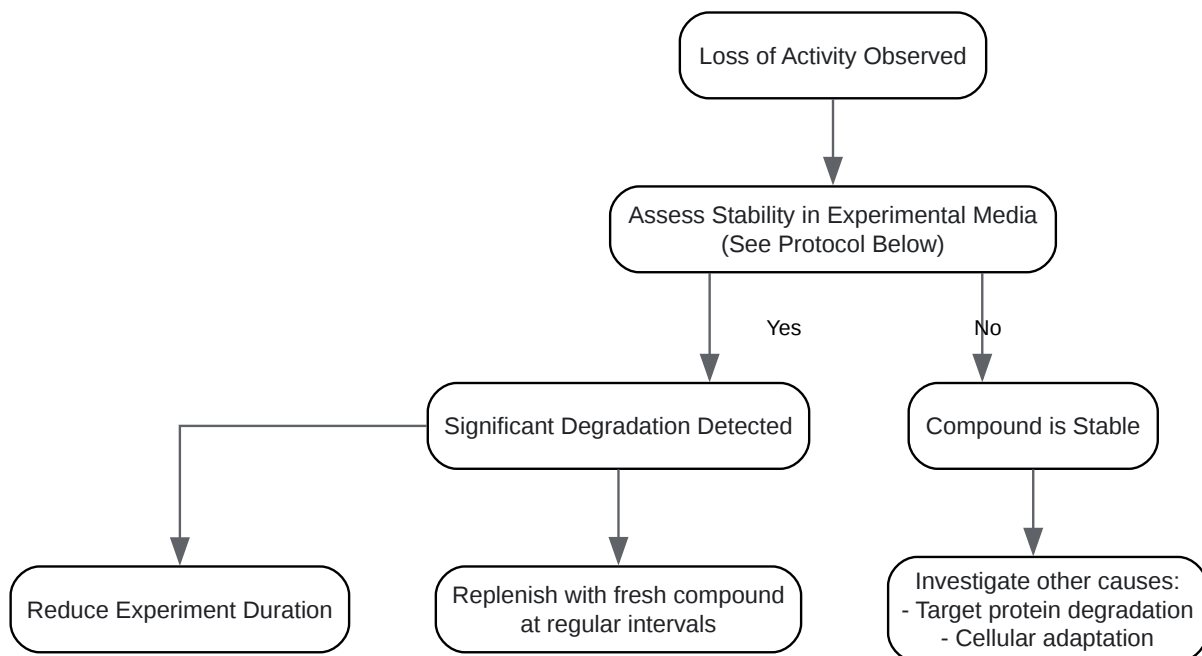 Loss of Activity Observed
Assess Stability in Experimental Media
(See Protocol Below)
Yes
No
Significant Degradation Detected
Compound is Stable
Reduce Experiment Duration
Replenish with fresh compound
at regular intervals
Investigate other causes:
- Target protein degradation
- Cellular adaptation